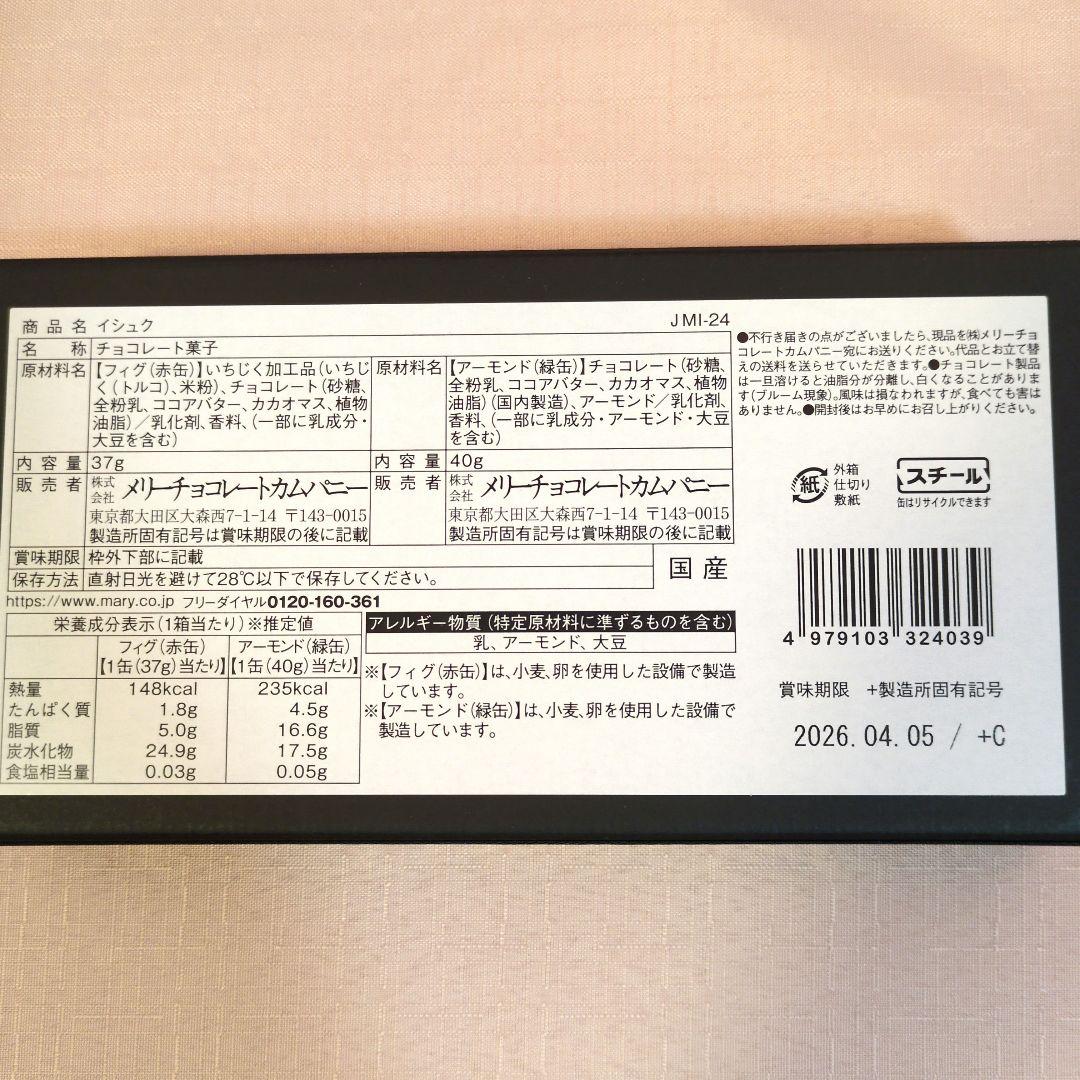 商品名 イシュク JMI-24
名称 チョコレート菓子
原材料名 【フィグ(赤缶)】いちじく加工品(いちじ
く(トルコ)、米粉)、チョコレート(砂糖、
全粉乳、ココアバター、カカオマス、植物
油脂)/乳化剤、香料、(一部に乳成分・
大豆を含む)
原材料名 【アーモンド(緑缶)】チョコレート(砂糖、
全粉乳、ココアバター、カカオマス、植物
油脂)(国内製造)、アーモンド/乳化剤、
香料、(一部に乳成分・アーモンド・大豆
を含む)
内容量 37g
内容量 40g
販売者 株式会社 メリーチョコレートカムパニー
東京都大田区大森西7-1-14 〒143-0015
製造所固有記号は賞味期限の後に記載
販売者 株式会社 メリーチョコレートカムパニー
東京都大田区大森西7-1-14 〒143-0015
製造所固有記号は賞味期限の後に記載
賞味期限 枠外下部に記載
保存方法 直射日光を避けて28℃以下で保存してください。
国産
https://www.mary.co.jp フリーダイヤル0120-160-361
栄養成分表示(1箱当たり)※推定値
フィグ(赤缶) アーモンド(緑缶)
【1缶(37g)当たり】 【1缶(40g)当たり】
熱量 148kcal 235kcal
たんぱく質 1.8g 4.5g
脂質 5.0g 16.6g
炭水化物 24.9g 17.5g
食塩相当量 0.03g 0.05g
アレルギー物質(特定原材料に準ずるものを含む)
乳、アーモンド、大豆
※【フィグ(赤缶)】は、小麦、卵を使用した設備で製造
しています。
※【アーモンド(緑缶)】は、小麦、卵を使用した設備で
製造しています。
●不行き届きの点がございましたら、現品を㈱メリーチョ
コレートカムパニー宛にお送りください。代品とお立て替
えの送料を送らせていただきます。●チョコレート製品
は一旦溶けると油脂分が分離し、白くなることがありま
す(ブルーム現象)。風味は損なわれますが、食べても害は
ありません。●開封後はお早めにお召し上がりください。
紙
外箱
仕切り
敷紙
スチール
缶はリサイクルできます
4 979103 324039
賞味期限 +製造所固有記号
2026.04.05 / +C